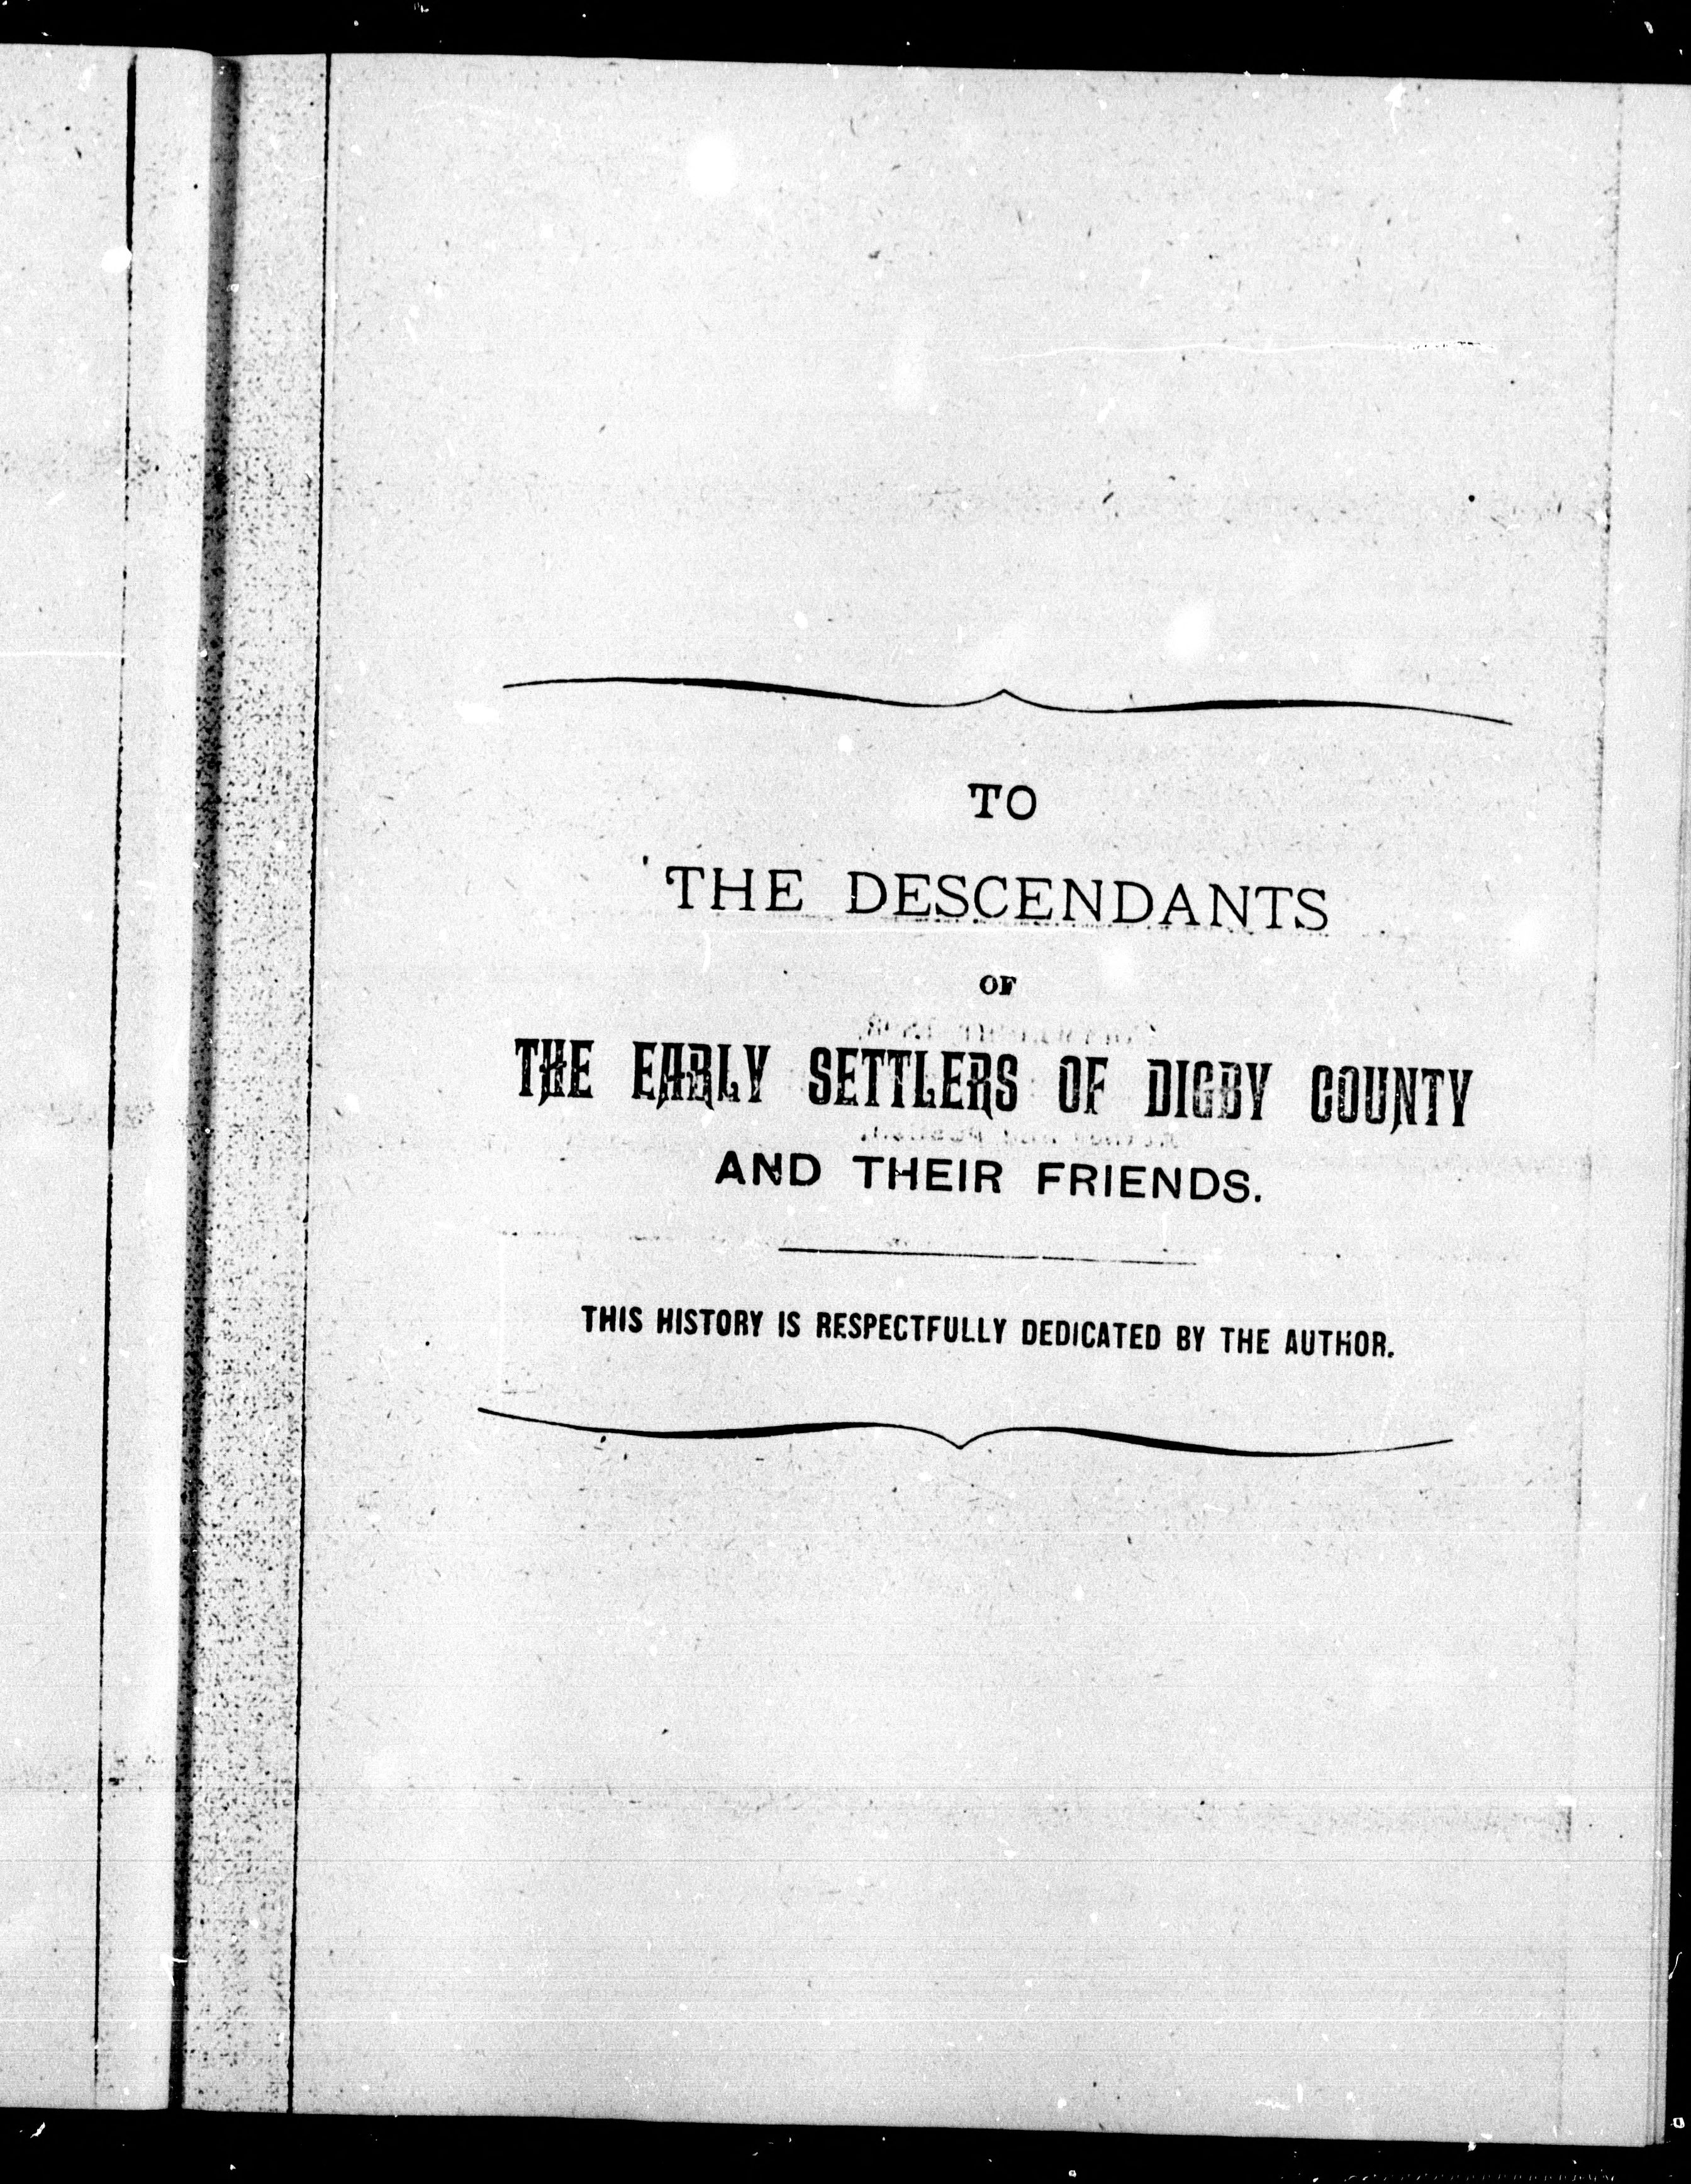 TO
THE DESCENDANTS
OF
THE EARLY SETTLERS OF DIGBY COUNTY
AND THEIR FRIENDS.
THIS HISTORY IS RESPECTFULLY DEDICATED BY THE AUTHOR.